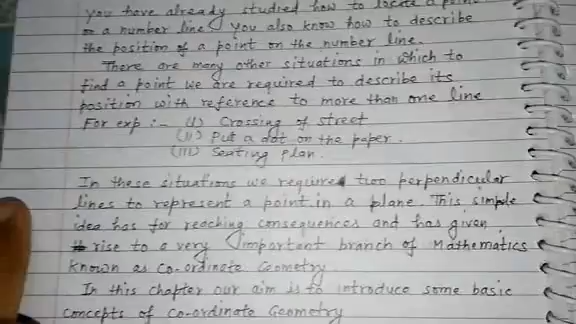 you have already studied how to locate a point
on a number line you also know how to describe
the position of a point on the number line.
There are many other situations in which to
find a point we are required to describe its
position with reference to more than one line
For exp :- (i) Crossing of street
(ii) Put a dot on the paper.
(iii) Seating plan.
In these situations we require two perpendicular
lines to represent a point in a plane. This simple
idea has far reaching consequences and has given
rise to a very important branch of Mathematics
Known as Co-ordinate Geometry
In this chapter our aim is to introduce some basic
concepts of co-ordinate Geometry